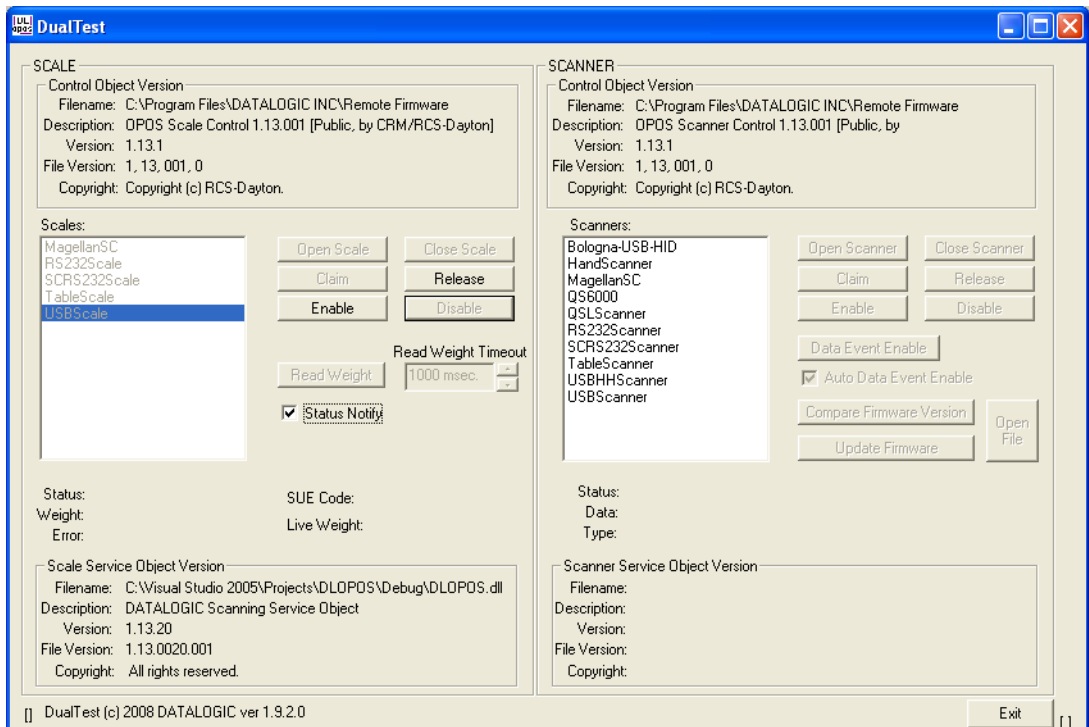 UL
opos
DualTest
SCALE
Control Object Version
Filename: C:\Program Files\DATALOGIC INC\Remote Firmware
Description: OPOS Scale Control 1.13.001 [Public, by CRM/RCS-Dayton]
Version: 1.13.1
File Version: 1, 13, 001, 0
Copyright: Copyright (c) RCS-Dayton.
Scales:
MagellanSC
RS232Scale
SCRS232Scale
TableScale
USBScale
Open Scale Close Scale
Claim Release
Enable Disable
Read Weight Timeout
Read Weight 1000 msec.
Status Notify
Status:
Weight:
Error:
SUE Code:
Live Weight:
Scale Service Object Version
Filename: C:\Visual Studio 2005\Projects\DLOPOS\Debug\DLOPOS.dll
Description: DATALOGIC Scanning Service Object
Version: 1.13.20
File Version: 1.13.0020.001
Copyright: All rights reserved.
SCANNER
Control Object Version
Filename: C:\Program Files\DATALOGIC INC\Remote Firmware
Description: OPOS Scanner Control 1.13.001 [Public, by
Version: 1.13.1
File Version: 1, 13, 001, 0
Copyright: Copyright (c) RCS-Dayton.
Scanners:
Bologna-USB-HID
HandScanner
MagellanSC
QS6000
QSLScanner
RS232Scanner
SCRS232Scanner
TableScanner
USBHHScanner
USBScanner
Open Scanner Close Scanner
Claim Release
Enable Disable
Data Event Enable
Auto Data Event Enable
Compare Firmware Version
Update Firmware
Open
File
Status:
Data:
Type:
Scanner Service Object Version
Filename:
Description:
Version:
File Version:
Copyright:
[] DualTest (c) 2008 DATALOGIC ver 1.9.2.0
Exit
[ ]